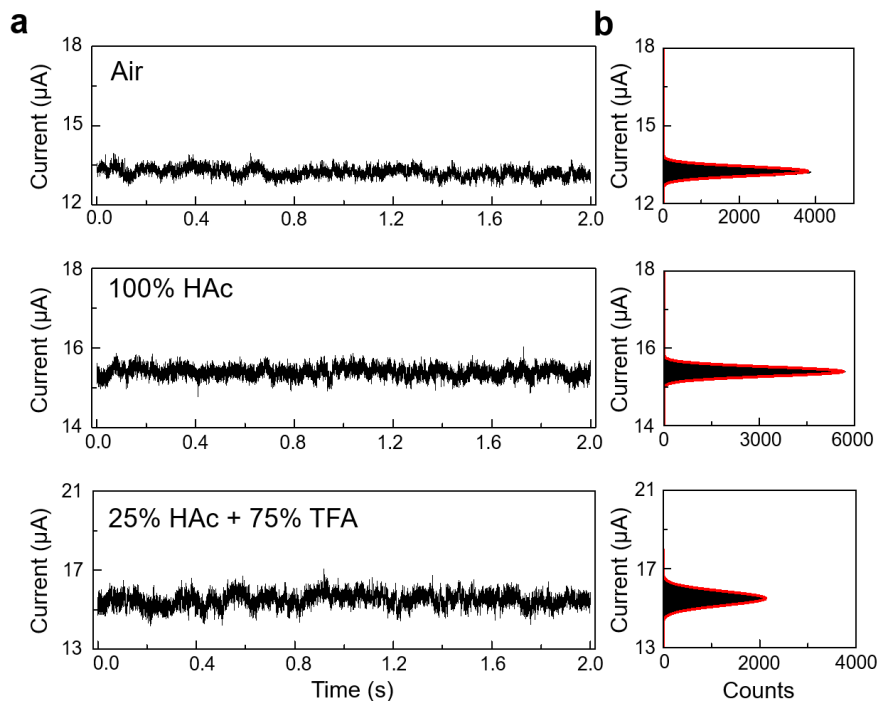 a
b
Current (µA)
18
15
12
Air
0.0 0.4 0.8 1.2 1.6 2.0
Current (µA)
18
15
12
0 2000 4000
Current (µA)
18
16
14
100% HAc
0.0 0.4 0.8 1.2 1.6 2.0
Current (µA)
18
16
14
0 3000 6000
Current (µA)
21
17
13
25% HAc + 75% TFA
0.0 0.4 0.8 1.2 1.6 2.0
Time (s)
Current (µA)
21
17
13
0 2000 4000
Counts